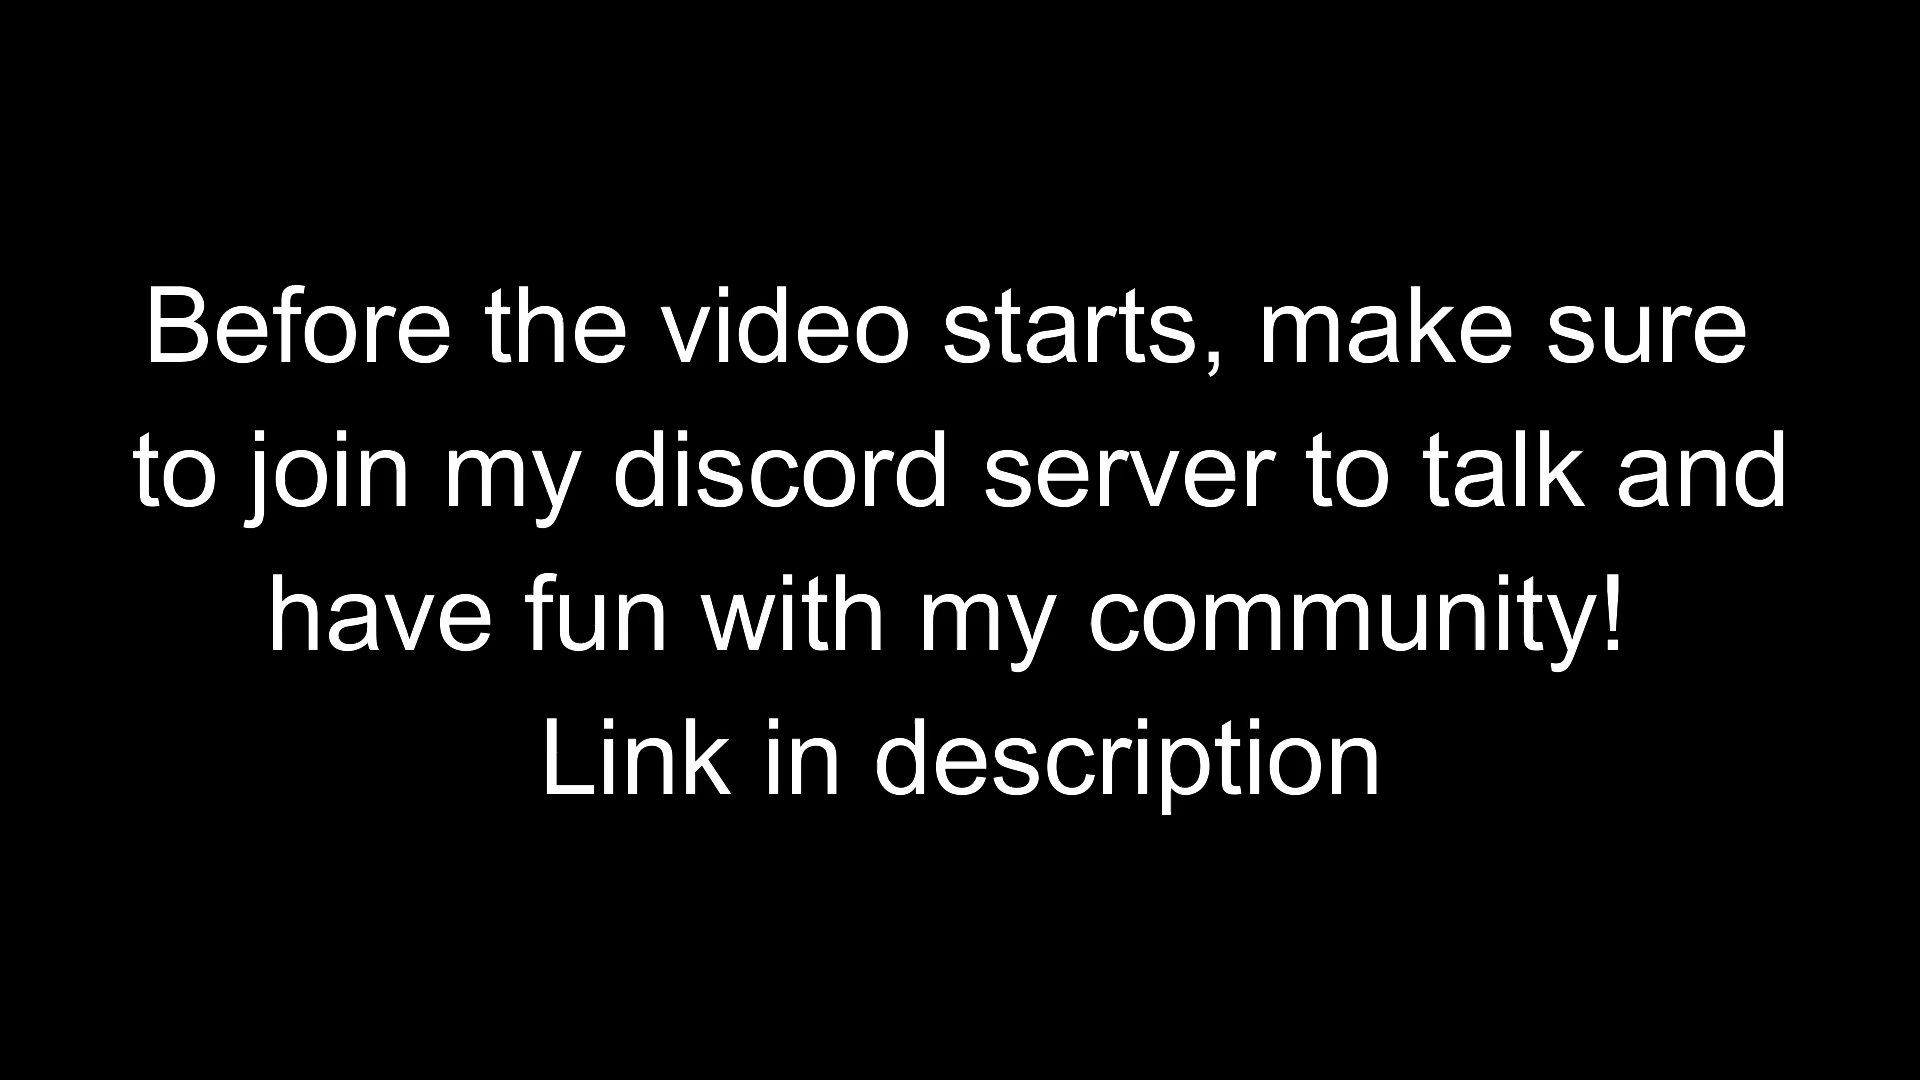 Before the video starts, make sure
to join my discord server to talk and
have fun with my community!
Link in description